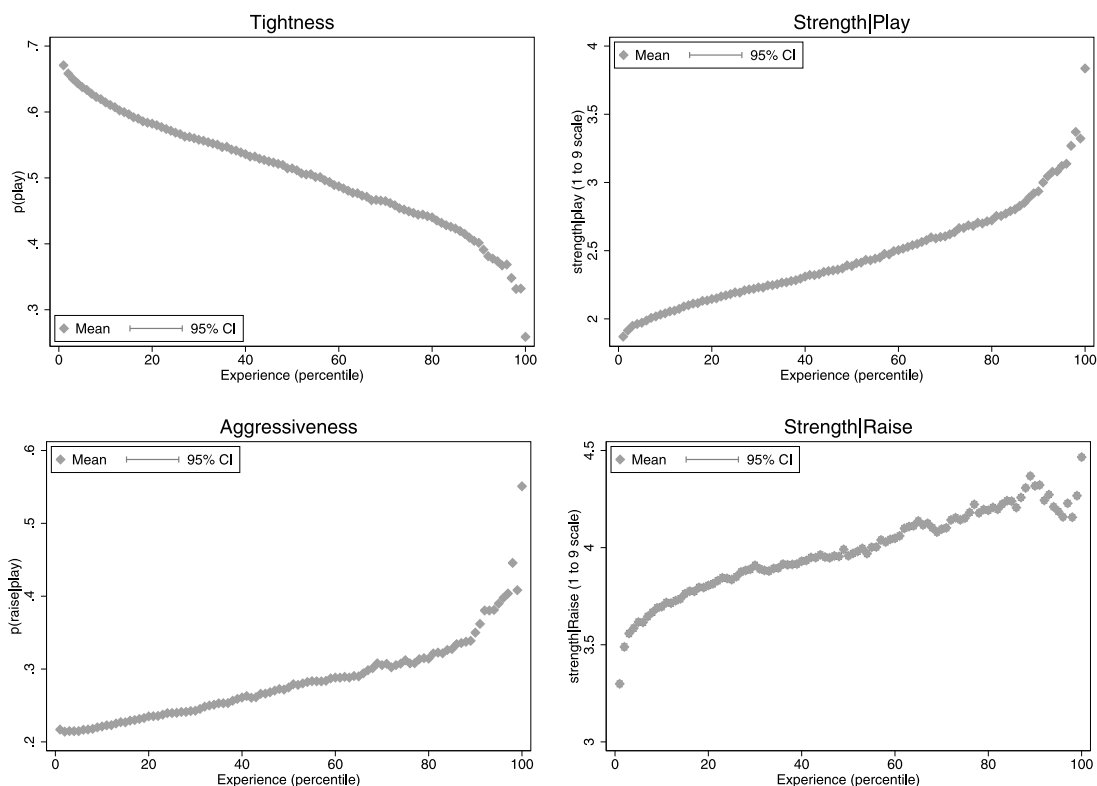 Tightness
p(play)
.7
.6
.5
.4
.3
Mean 95% CI
0 20 40 60 80 100
Experience (percentile)
Strength|Play
strength|play (1 to 9 scale)
4
3.5
3
2.5
2
Mean 95% CI
0 20 40 60 80 100
Experience (percentile)
Aggressiveness
p(raise|play)
.6
.5
.4
.3
.2
Mean 95% CI
0 20 40 60 80 100
Experience (percentile)
Strength|Raise
strength|Raise (1 to 9 scale)
4.5
4
3.5
3
Mean 95% CI
0 20 40 60 80 100
Experience (percentile)